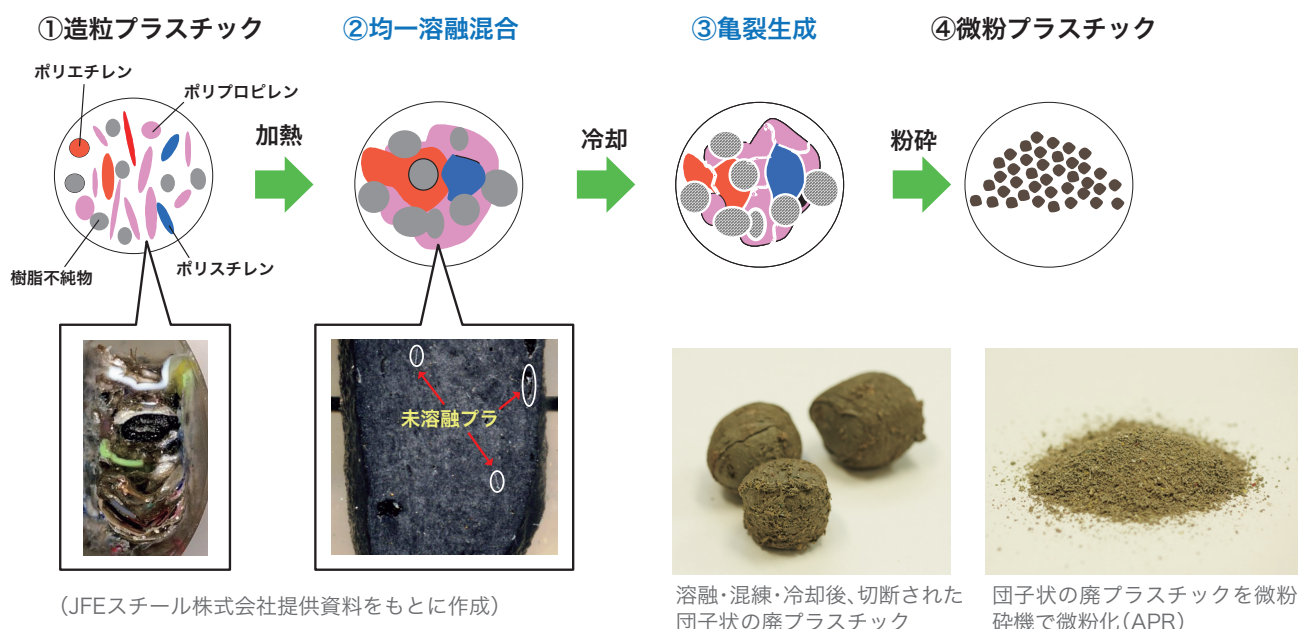 ①造粒プラスチック
②均一溶融混合
③亀裂生成
④微粉プラスチック
ポリエチレン
ポリプロピレン
加熱
冷却
粉砕
樹脂不純物
ポリスチレン
未溶融プラ
(JFEスチール株式会社提供資料をもとに作成)
溶融・混練・冷却後、切断された
団子状の廃プラスチック
団子状の廃プラスチックを微粉
砕機で微粉化(APR)